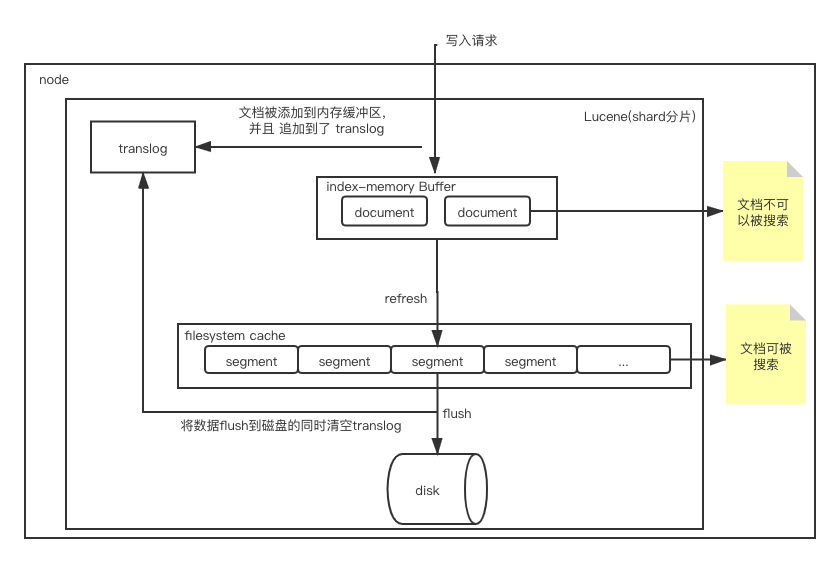 写入请求
node
文档被添加到内存缓冲区，
并且 追加到了 translog
Lucene(shard分片)
translog
index-memory Buffer
document
document
文档不可
以被搜索
refresh
filesystem cache
segment
segment
segment
segment
...
文档可被
搜索
flush
将数据flush到磁盘的同时清空translog
disk